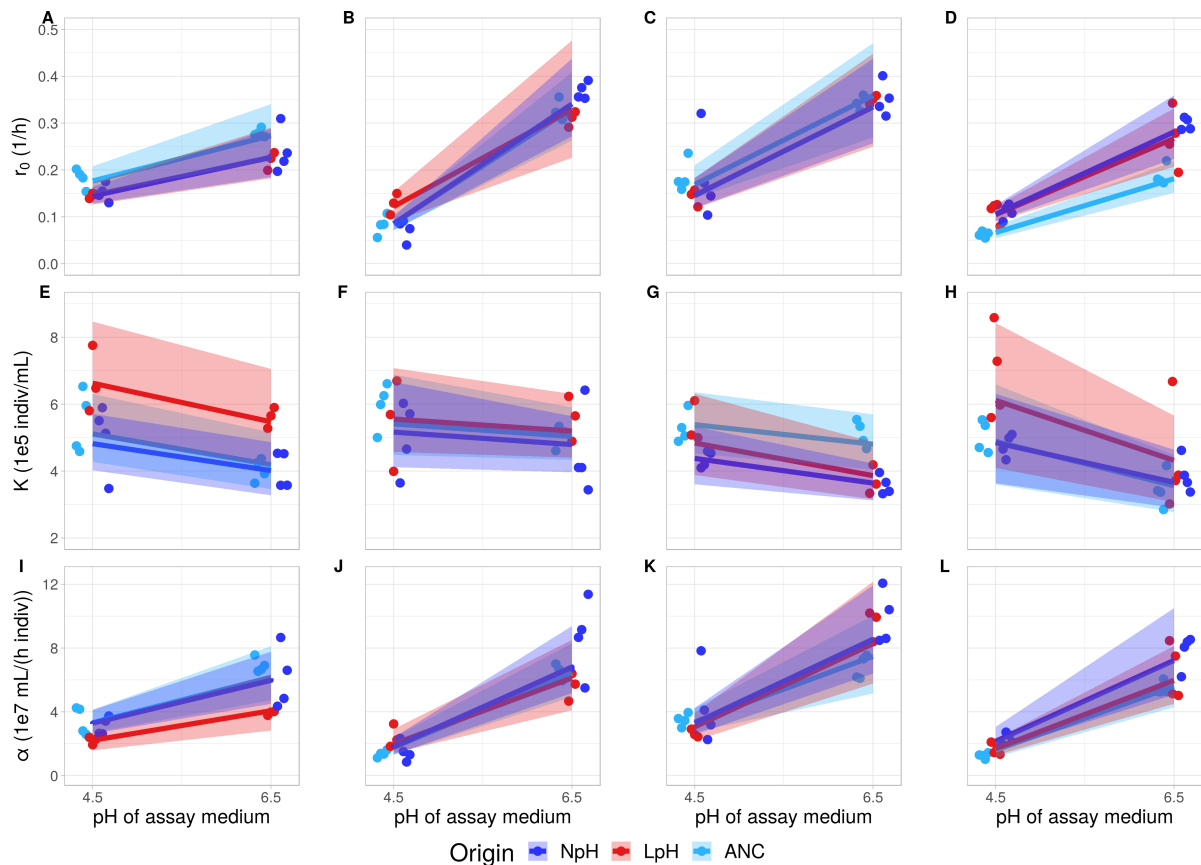 A B C D
r₀ (1/h)
0.5
0.4
0.3
0.2
0.1
0.0
E F G H
K (1e5 indiv/mL)
8
6
4
2
I J K L
α (1e7 mL/(h indiv))
12
8
4
0
4.5 6.5 4.5 6.5 4.5 6.5 4.5 6.5
pH of assay medium pH of assay medium pH of assay medium pH of assay medium
Origin NpH LpH ANC